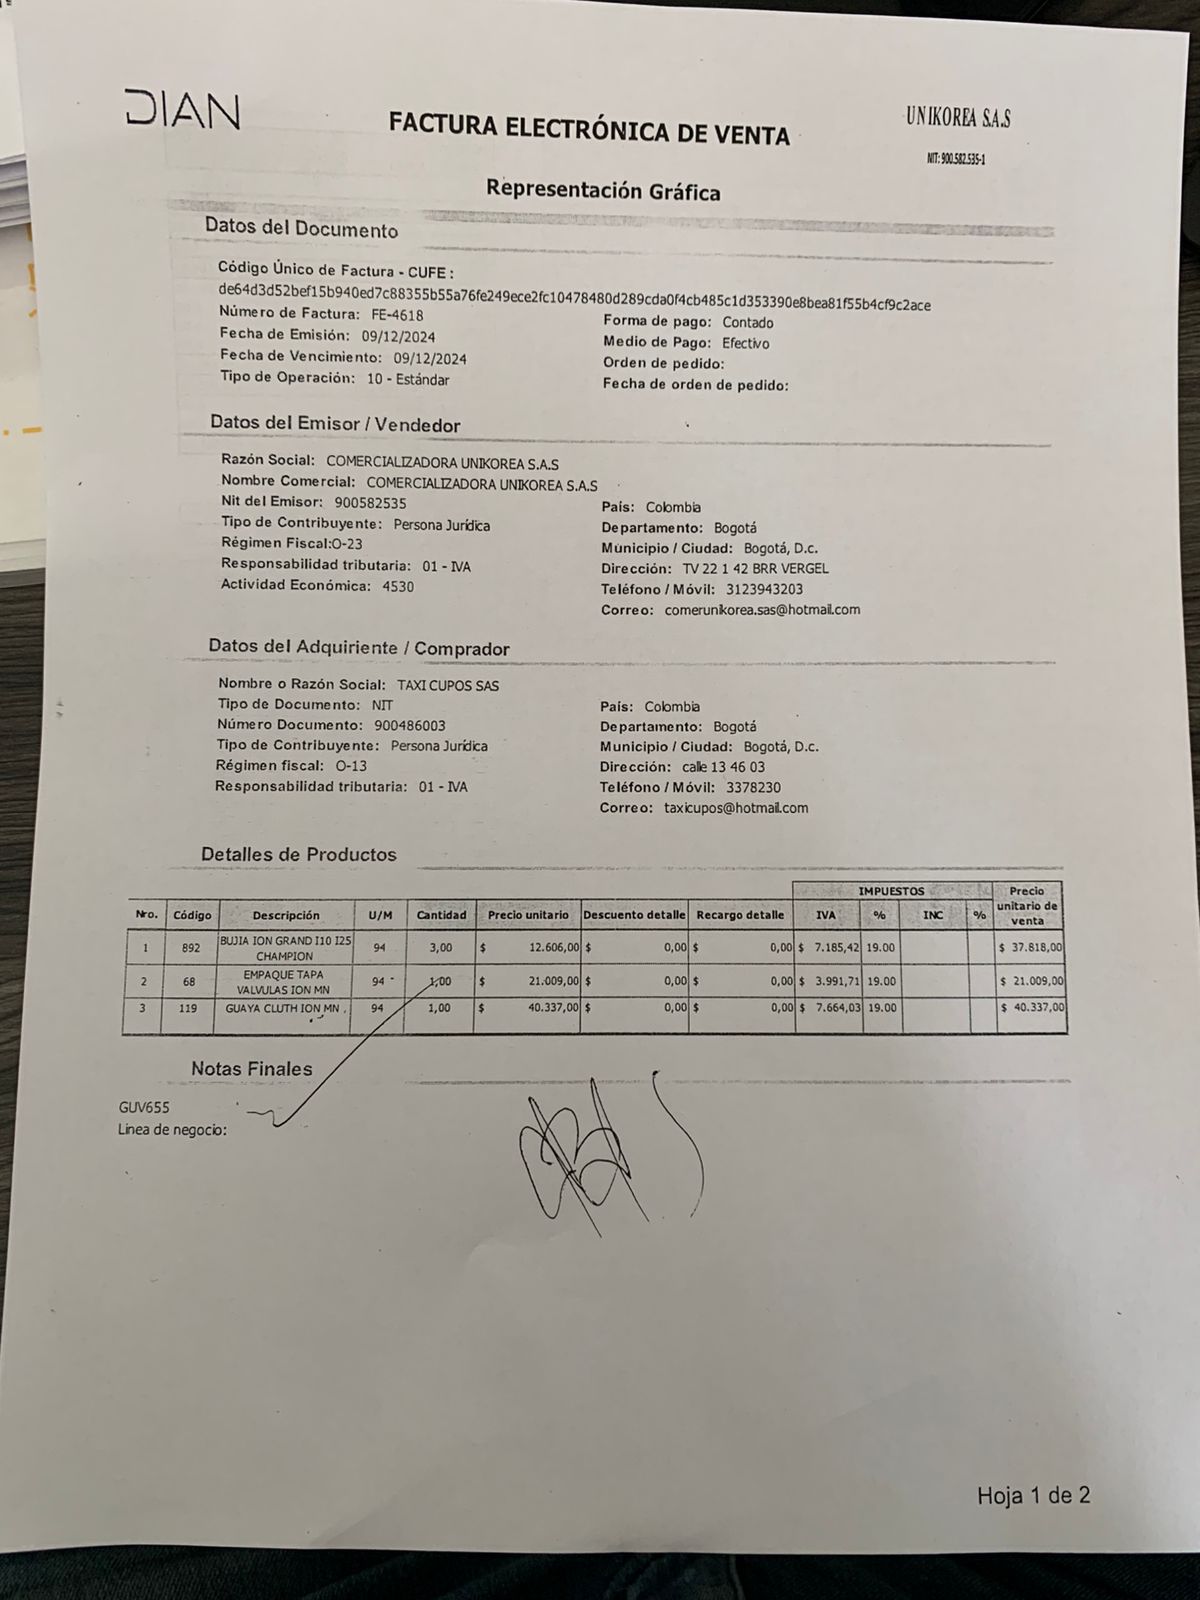 DIAN
FACTURA ELECTRÓNICA DE VENTA
UNIKOREA S.A.S
NIT: 900.582.535-1
Representación Gráfica
Datos del Documento
Código Único de Factura - CUFE :
de64d3d52bef15b940ed7c88355b55a76fe249ece2fc10478480d289cda0f4cb485c1d353390e8bea81f55b4cf9c2ace
Número de Factura: FE-4618
Fecha de Emisión: 09/12/2024
Fecha de Vencimiento: 09/12/2024
Tipo de Operación: 10 - Estándar
Forma de pago: Contado
Medio de Pago: Efectivo
Orden de pedido:
Fecha de orden de pedido:
Datos del Emisor / Vendedor
Razón Social: COMERCIALIZADORA UNIKOREA S.A.S
Nombre Comercial: COMERCIALIZADORA UNIKOREA S.A.S
Nit del Emisor: 900582535
Tipo de Contribuyente: Persona Jurídica
Régimen Fiscal:O-23
Responsabilidad tributaria: 01 - IVA
Actividad Económica: 4530
País: Colombia
Departamento: Bogotá
Municipio / Ciudad: Bogotá, D.c.
Dirección: TV 22 1 42 BRR VERGEL
Teléfono / Móvil: 3123943203
Correo: comerunikorea.sas@hotmail.com
Datos del Adquiriente / Comprador
Nombre o Razón Social: TAXI CUPOS SAS
Tipo de Documento: NIT
Número Documento: 900486003
Tipo de Contribuyente: Persona Jurídica
Régimen fiscal: O-13
Responsabilidad tributaria: 01 - IVA
País: Colombia
Departamento: Bogotá
Municipio / Ciudad: Bogotá, D.c.
Dirección: calle 13 46 03
Teléfono / Móvil: 3378230
Correo: taxicupos@hotmail.com
Detalles de Productos
IMPUESTOS
Nro. Código Descripción U/M Cantidad Precio unitario Descuento detalle Recargo detalle IVA % INC % Precio unitario de venta
1 892 BUJIA ION GRAND I10 I25 CHAMPION 94 3,00 $ 12.606,00 $ 0,00 $ 0,00 $ 7.185,42 19.00 $ 37.818,00
2 68 EMPAQUE TAPA VALVULAS ION MN 94 1,00 $ 21.009,00 $ 0,00 $ 0,00 $ 3.991,71 19.00 $ 21.009,00
3 119 GUAYA CLUTH ION MN 94 1,00 $ 40.337,00 $ 0,00 $ 0,00 $ 7.664,03 19.00 $ 40.337,00
Notas Finales
GUV655
Linea de negocio:
Hoja 1 de 2